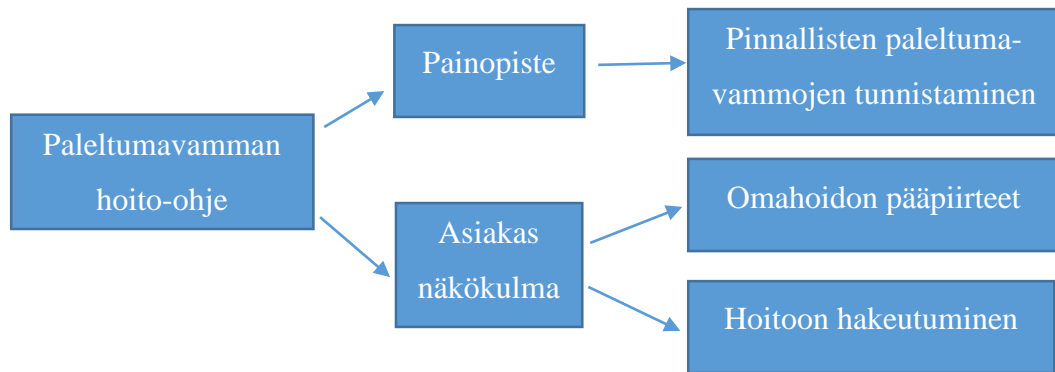 Paleltumavamman
hoito-ohje
Painopiste
Asiakas
näkökulma
Pinnallisten paleltuma-
vammojen tunnistaminen
Omahoidon pääpiirteet
Hoitoon hakeutuminen